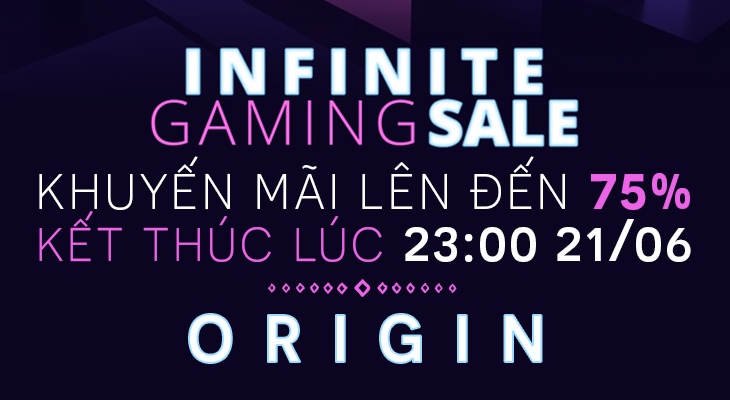 INFINITE
GAMING SALE
KHUYẾN MÃI LÊN ĐẾN 75%
KẾT THÚC LÚC 23:00 21/06
ORIGIN